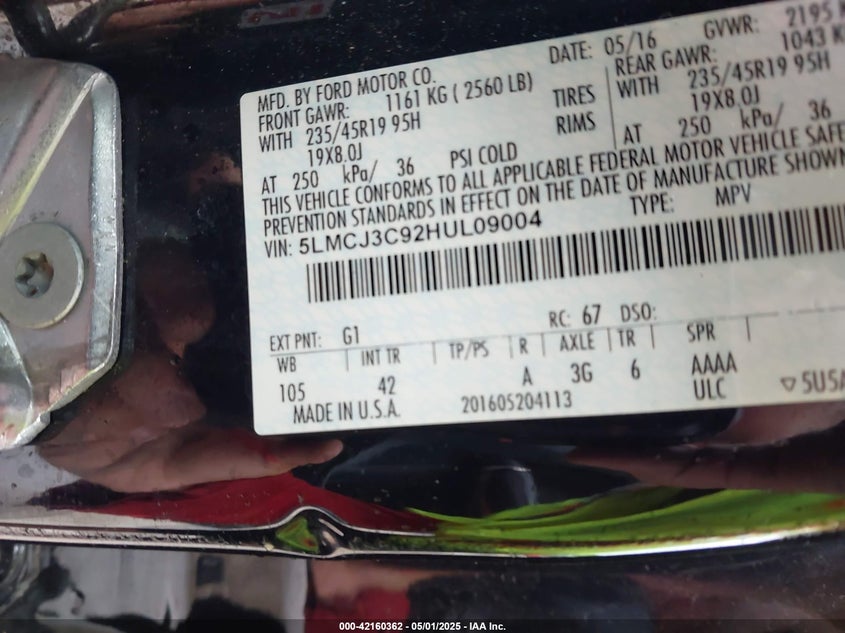 MFD. BY FORD MOTOR CO. DATE: 05/16 GVWR: 2195
FRONT GAWR: 1161 KG ( 2560 LB) REAR GAWR: 1043
WITH 235/45R19 95H TIRES WITH 235/45R19 95H
19X8.0J RIMS 19X8.0J
AT 250 kPa/ 36 PSI COLD AT 250 kPa/ 36
THIS VEHICLE CONFORMS TO ALL APPLICABLE FEDERAL MOTOR VEHICLE
PREVENTION STANDARDS IN EFFECT ON THE DATE OF MANUFACTURE SHOWN
VIN: 5LMCJ3C92HUL09004 TYPE: MPV
EXT PNT: G1 RC: 67 DSO:
WB INT TR TP/PS R AXLE TR SPR
105 42 A 3G 6 AAAA
ULC
MADE IN U.S.A. 201605204113
000-42160362 - 05/01/2025 - IAA Inc.